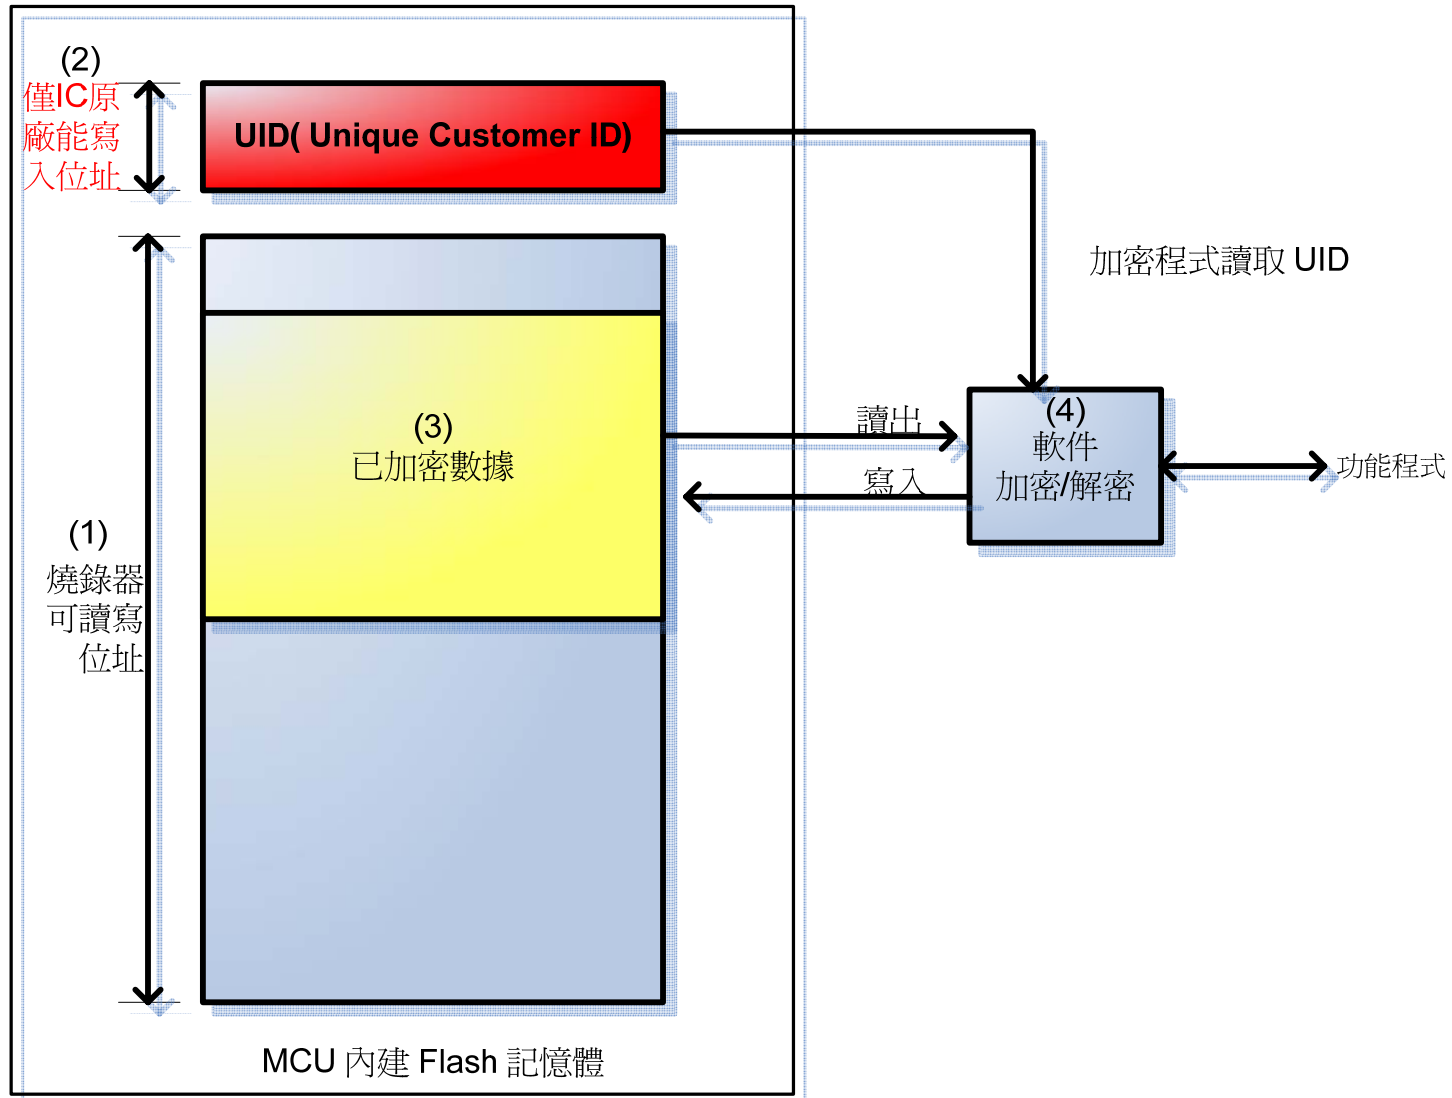 (2)
僅IC原
廠能寫
入位址
UID( Unique Customer ID)
加密程式讀取 UID
(3)
已加密數據
讀出
寫入
(4)
軟件
加密/解密
功能程式
(1)
燒錄器
可讀寫
位址
MCU 內建 Flash 記憶體